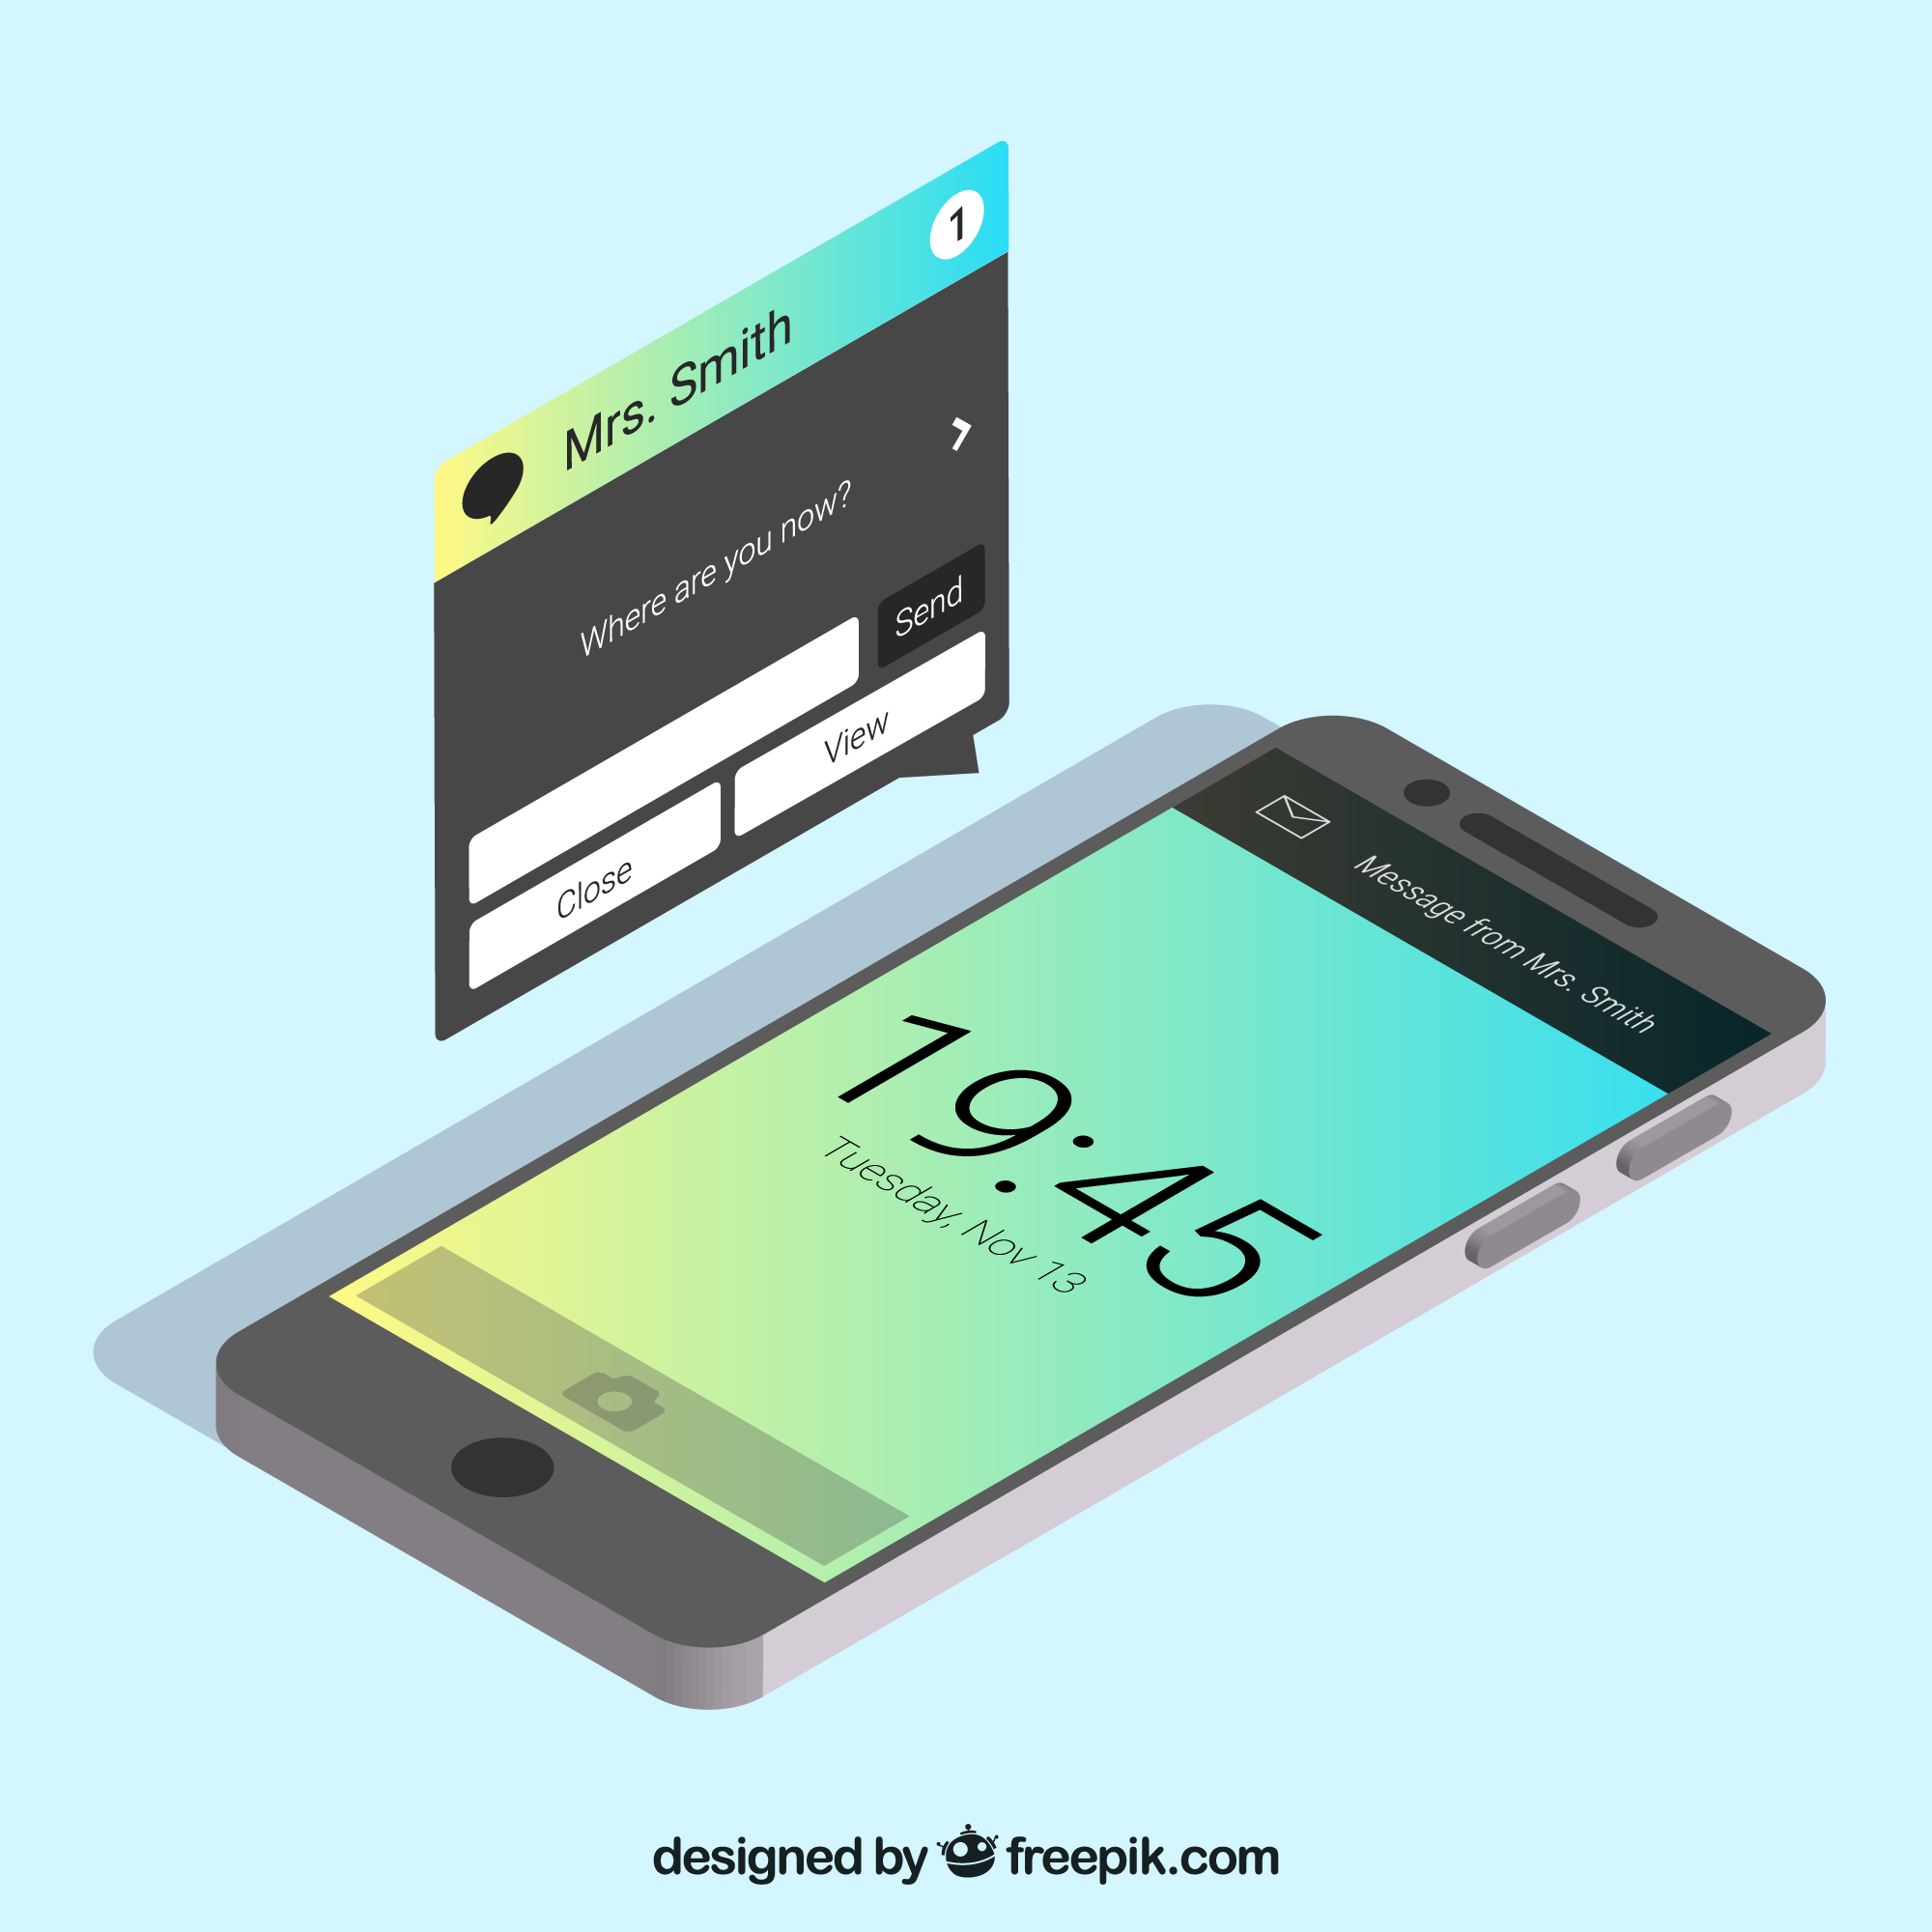 1
Mrs. Smith
Where are you now?
Send
View
Close
Message from Mrs. Smith
19:45
Tuesday, Nov 13
designed by freepik.com